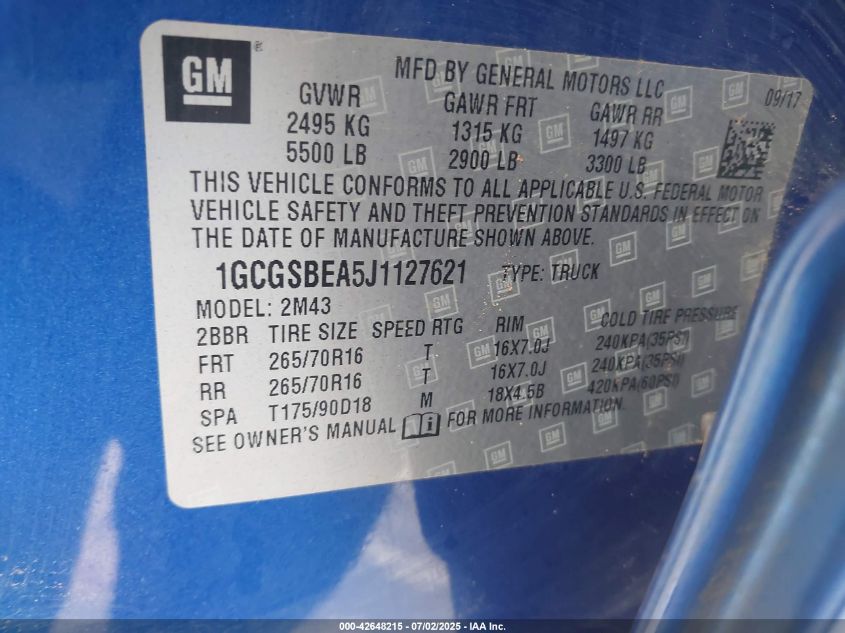 GM ®
MFD BY GENERAL MOTORS LLC
09/17
GVWR GAWR FRT GAWR RR
2495 KG 1315 KG 1497 KG
5500 LB 2900 LB 3300 LB
THIS VEHICLE CONFORMS TO ALL APPLICABLE U.S. FEDERAL MOTOR
VEHICLE SAFETY AND THEFT PREVENTION STANDARDS IN EFFECT ON
THE DATE OF MANUFACTURE SHOWN ABOVE.
1GCGSBEA5J1127621 TYPE: TRUCK
MODEL: 2M43
2BBR TIRE SIZE SPEED RTG RIM COLD TIRE PRESSURE
FRT 265/70R16 T 16X7.0J 240KPA(35PSI)
RR 265/70R16 T 16X7.0J 240KPA(35PSI)
SPA T175/90D18 M 18X4.5B 420KPA(60PSI)
SEE OWNER'S MANUAL FOR MORE INFORMATION.
000-42648215 - 07/02/2025 - IAA Inc.